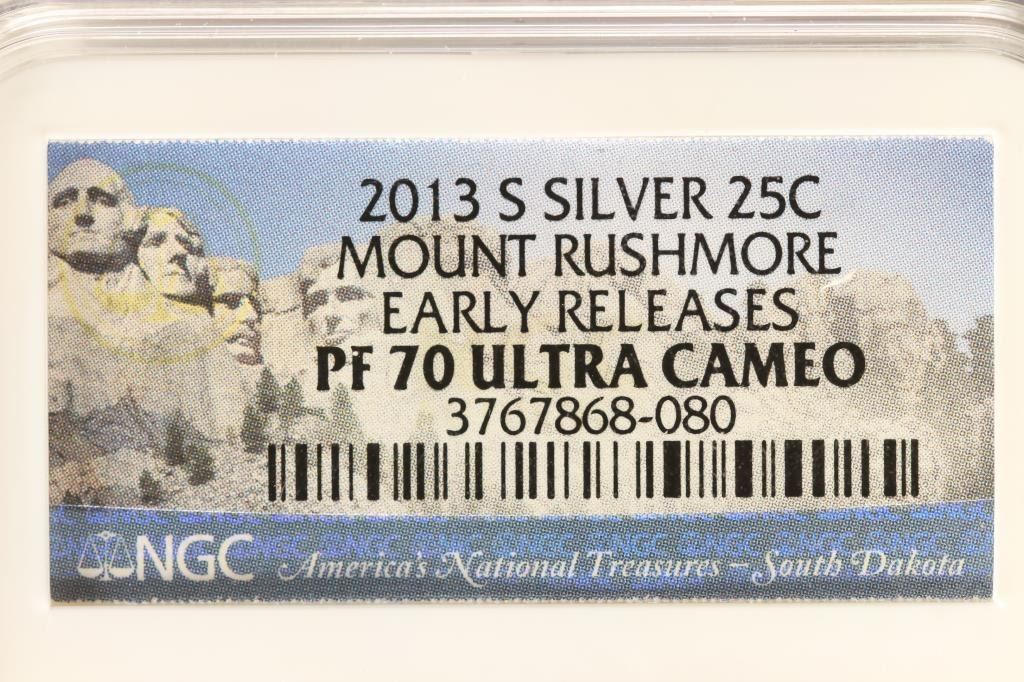 2013 S SILVER 25C
MOUNT RUSHMORE
EARLY RELEASES
PF 70 ULTRA CAMEO
3767868-080
NGC America's National Treasures – South Dakota